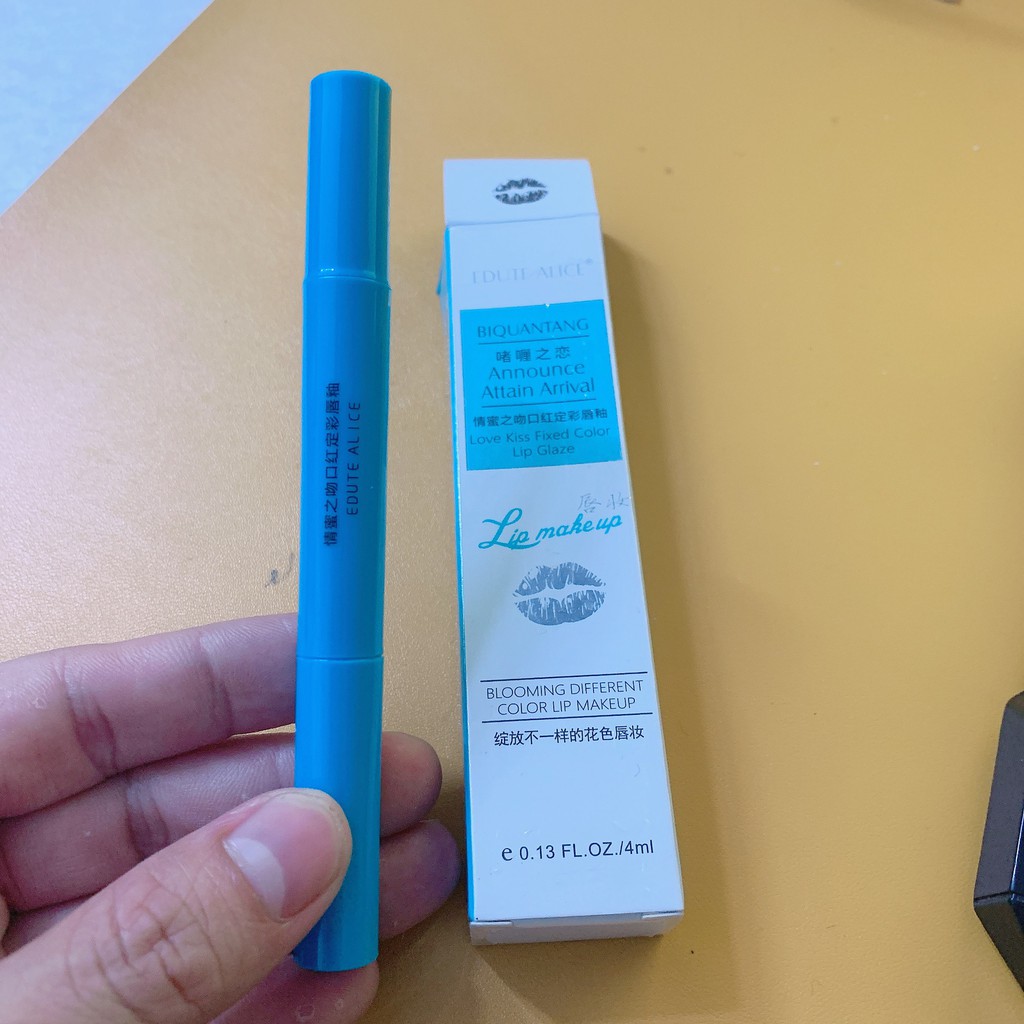 情蜜之吻口红定彩唇釉
EDUTE ALICE
EDUTE ALICE®
BIQUANTANG
啫喱之恋
Announce
Attain Arrival
情蜜之吻口红定彩唇釉
Love Kiss Fixed Color
Lip Glaze
唇妆
Lip makeup
BLOOMING DIFFERENT
COLOR LIP MAKEUP
绽放不一样的花色唇妆
e 0.13 FL.OZ./4ml